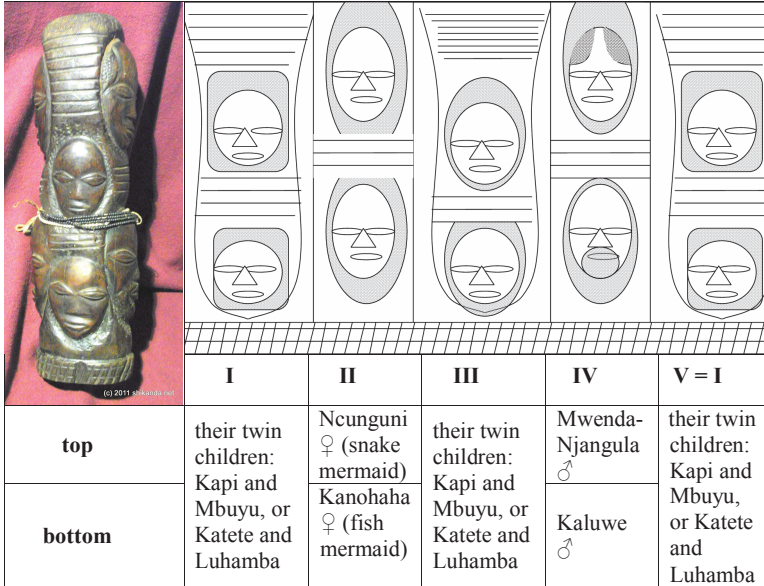 (c) 2011 shikanda.net
I II III IV V = I
top
their twin
children:
Kapi and
Mbuyu, or
Katete and
Luhamba
Ncunguni
♀ (snake
mermaid)
their twin
children:
Kapi and
Mbuyu, or
Katete and
Luhamba
Mwenda-
Njangula
♂
their twin
children:
Kapi and
Mbuyu,
or Katete
and
Luhamba
bottom
Kanohaha
♀ (fish
mermaid)
Kaluwe
♂